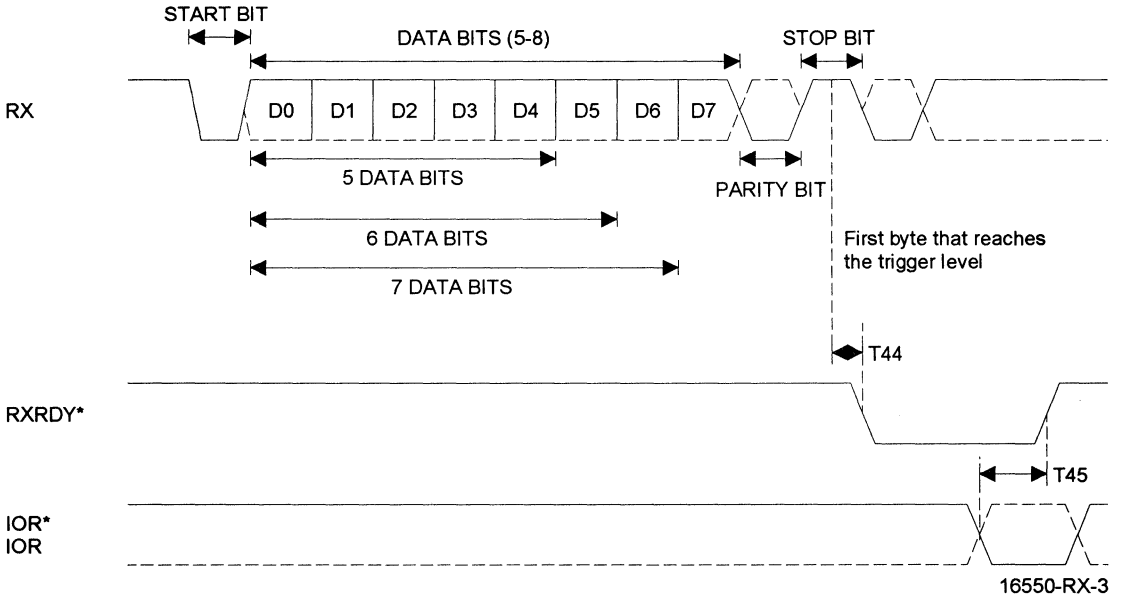 START BIT
DATA BITS (5-8)
STOP BIT
RX
D0 D1 D2 D3 D4 D5 D6 D7
5 DATA BITS
PARITY BIT
6 DATA BITS
First byte that reaches
the trigger level
7 DATA BITS
T44
RXRDY*
T45
IOR*
IOR
16550-RX-3